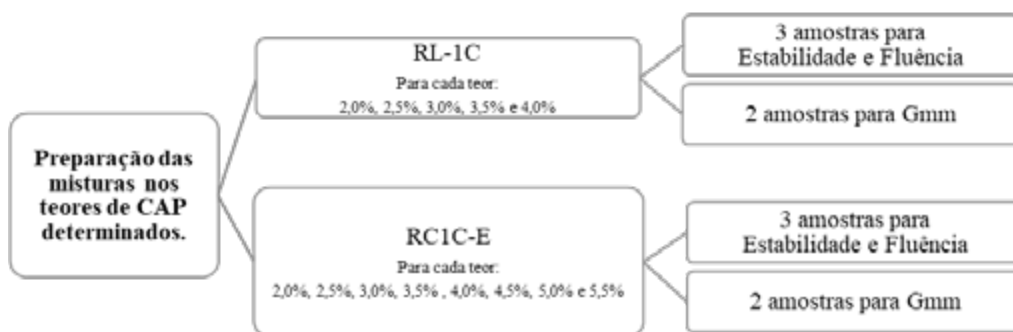 Preparação das
misturas nos
teores de CAP
determinados.
RL-1C
Para cada teor:
2,0%, 2,5%, 3,0%, 3,5% e 4,0%
3 amostras para
Estabilidade e Fluência
2 amostras para Gmm
RC1C-E
Para cada teor:
2,0%, 2,5%, 3,0%, 3,5% , 4,0%, 4,5%, 5,0% e 5,5%
3 amostras para
Estabilidade e Fluência
2 amostras para Gmm